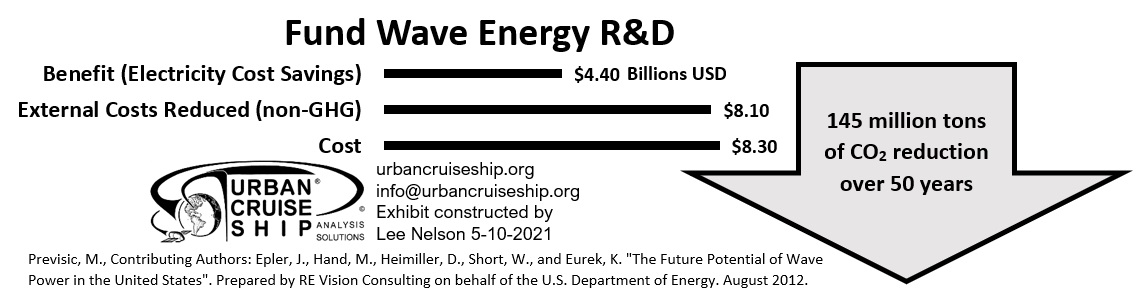 Fund Wave Energy R&D
Benefit (Electricity Cost Savings) $4.40 Billions USD
External Costs Reduced (non-GHG) $8.10
Cost $8.30
145 million tons
of CO₂ reduction
over 50 years
URBAN®
CRUISE ©
SHIP ANALYSIS
SOLUTIONS
urbancruiseship.org
info@urbancruiseship.org
Exhibit constructed by
Lee Nelson 5-10-2021
Previsic, M., Contributing Authors: Epler, J., Hand, M., Heimiller, D., Short, W., and Eurek, K. "The Future Potential of Wave
Power in the United States". Prepared by RE Vision Consulting on behalf of the U.S. Department of Energy. August 2012.